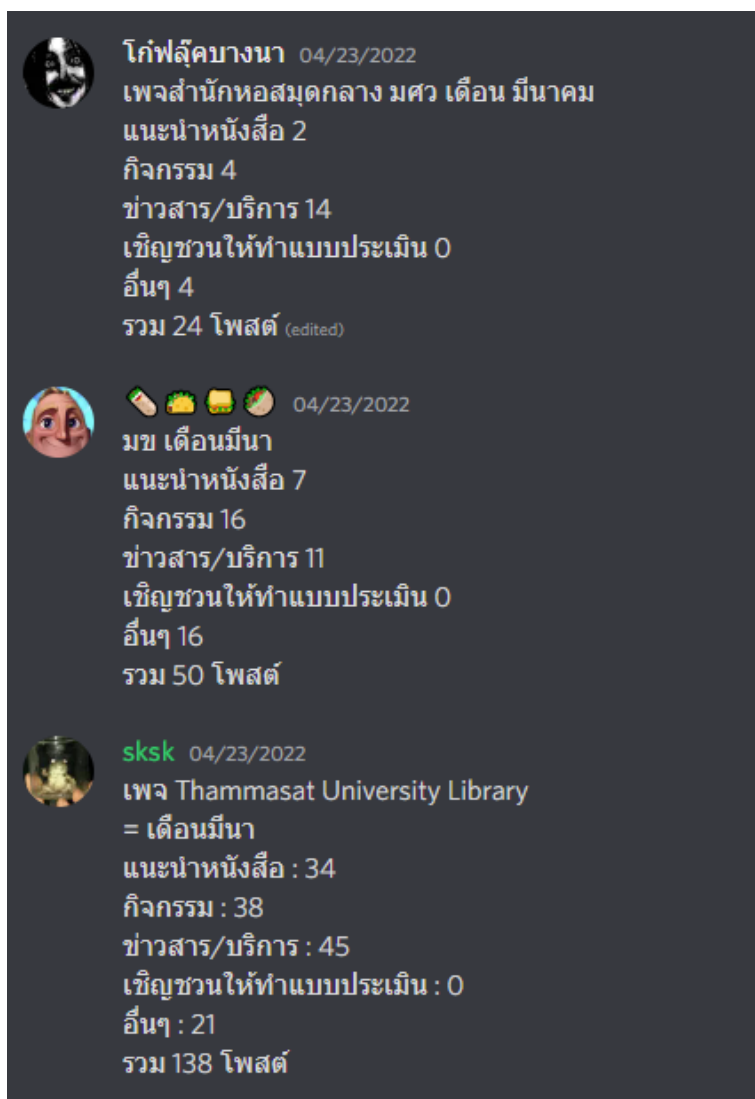 โก๋ฟลุ๊คบางนา 04/23/2022
เพจสำนักหอสมุดกลาง มศว เดือน มีนาคม
แนะนำหนังสือ 2
กิจกรรม 4
ข่าวสาร/บริการ 14
เชิญชวนให้ทำแบบประเมิน 0
อื่นๆ 4
รวม 24 โพสต์ (edited)
🌯🌮🥪🥙 04/23/2022
มข เดือนมีนา
แนะนำหนังสือ 7
กิจกรรม 16
ข่าวสาร/บริการ 11
เชิญชวนให้ทำแบบประเมิน 0
อื่นๆ 16
รวม 50 โพสต์
sksk 04/23/2022
เพจ Thammasat University Library
= เดือนมีนา
แนะนำหนังสือ : 34
กิจกรรม : 38
ข่าวสาร/บริการ : 45
เชิญชวนให้ทำแบบประเมิน : 0
อื่นๆ : 21
รวม 138 โพสต์